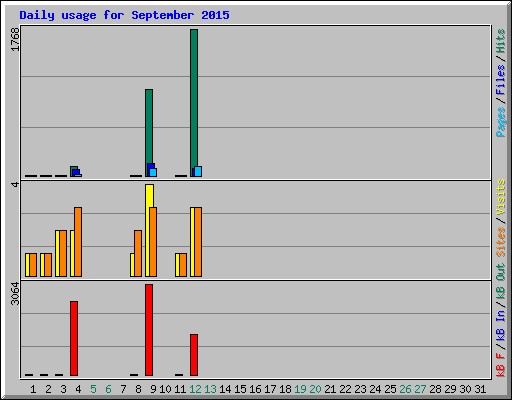 Daily usage for September 2015
1768
Pages / Files / Hits
4
Sites / Visits
3064
kB F / kB In / kB Out
1 2 3 4 5 6 7 8 9 10 11 12 13 14 15 16 17 18 19 20 21 22 23 24 25 26 27 28 29 30 31